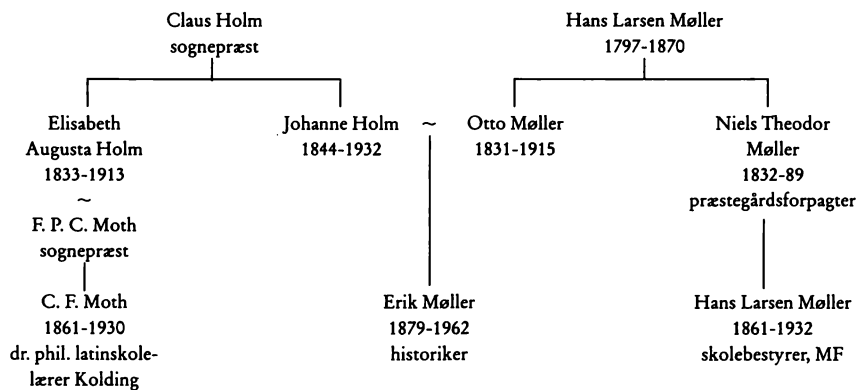 Claus Holm
sognepræst
Hans Larsen Møller
1797-1870
Elisabeth
Augusta Holm
1833-1913
~
F. P. C. Moth
sognepræst
Johanne Holm ~ Otto Møller
1844-1932
1831-1915
Niels Theodor
Møller
1832-89
præstegårdsforpagter
C. F. Moth
1861-1930
dr. phil. latinskole-
lærer Kolding
Erik Møller
1879-1962
historiker
Hans Larsen Møller
1861-1932
skolebestyrer, MF